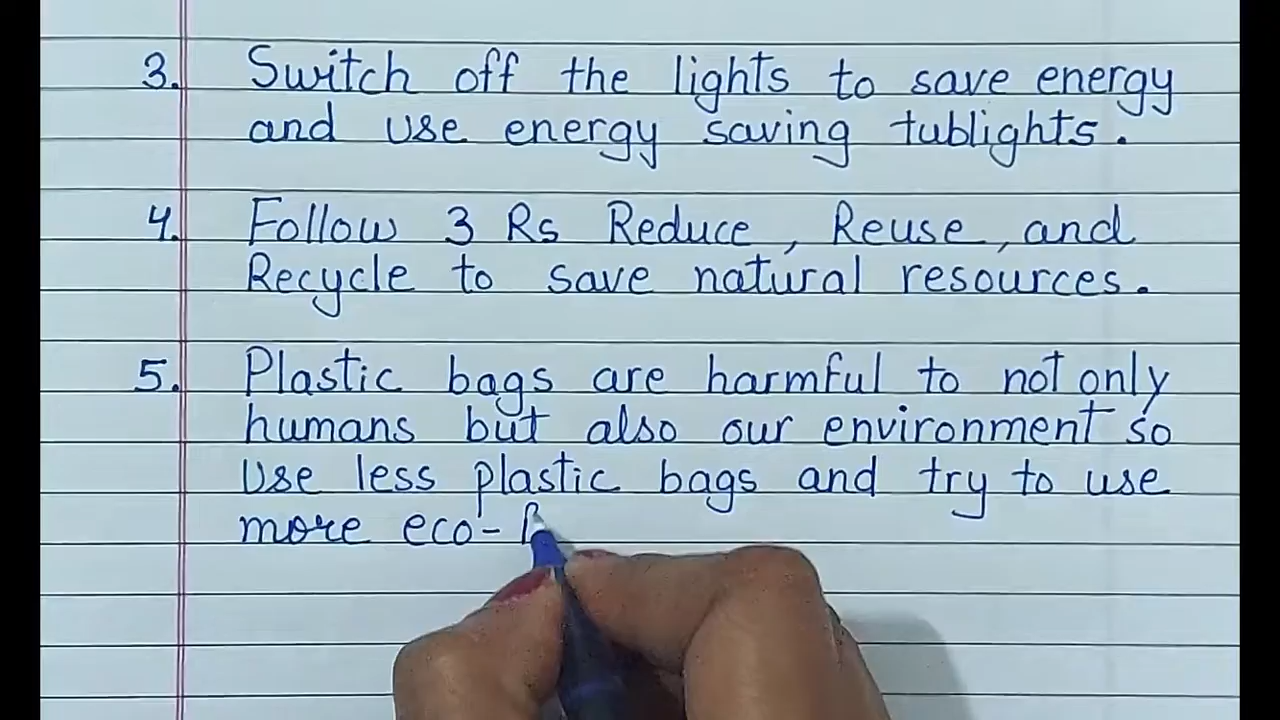 3. Switch off the lights to save energy
and use energy saving tublights.
4. Follow 3 Rs Reduce, Reuse, and
Recycle to save natural resources.
5. Plastic bags are harmful to not only
humans but also our environment so
use less plastic bags and try to use
more eco-